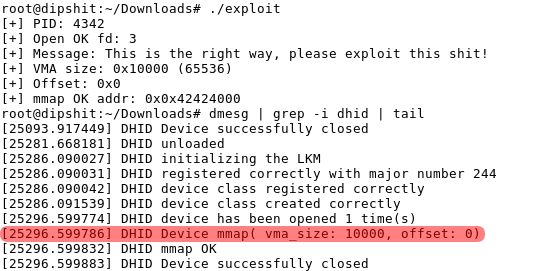 root@dipshit:~/Downloads# ./exploit
[+] PID: 4342
[+] Open OK fd: 3
[+] Message: This is the right way, please exploit this shit!
[+] VMA size: 0x10000 (65536)
[+] Offset: 0x0
[+] mmap OK addr: 0x0x42424000
root@dipshit:~/Downloads# dmesg | grep -i dhid | tail
[25093.917449] DHID Device successfully closed
[25281.668181] DHID unloaded
[25286.090027] DHID initializing the LKM
[25286.090031] DHID registered correctly with major number 244
[25286.090042] DHID device class registered correctly
[25286.091539] DHID device class created correctly
[25296.599774] DHID device has been opened 1 time(s)
[25296.599786] DHID Device mmap( vma_size: 10000, offset: 0)
[25296.599832] DHID mmap OK
[25296.599883] DHID Device successfully closed